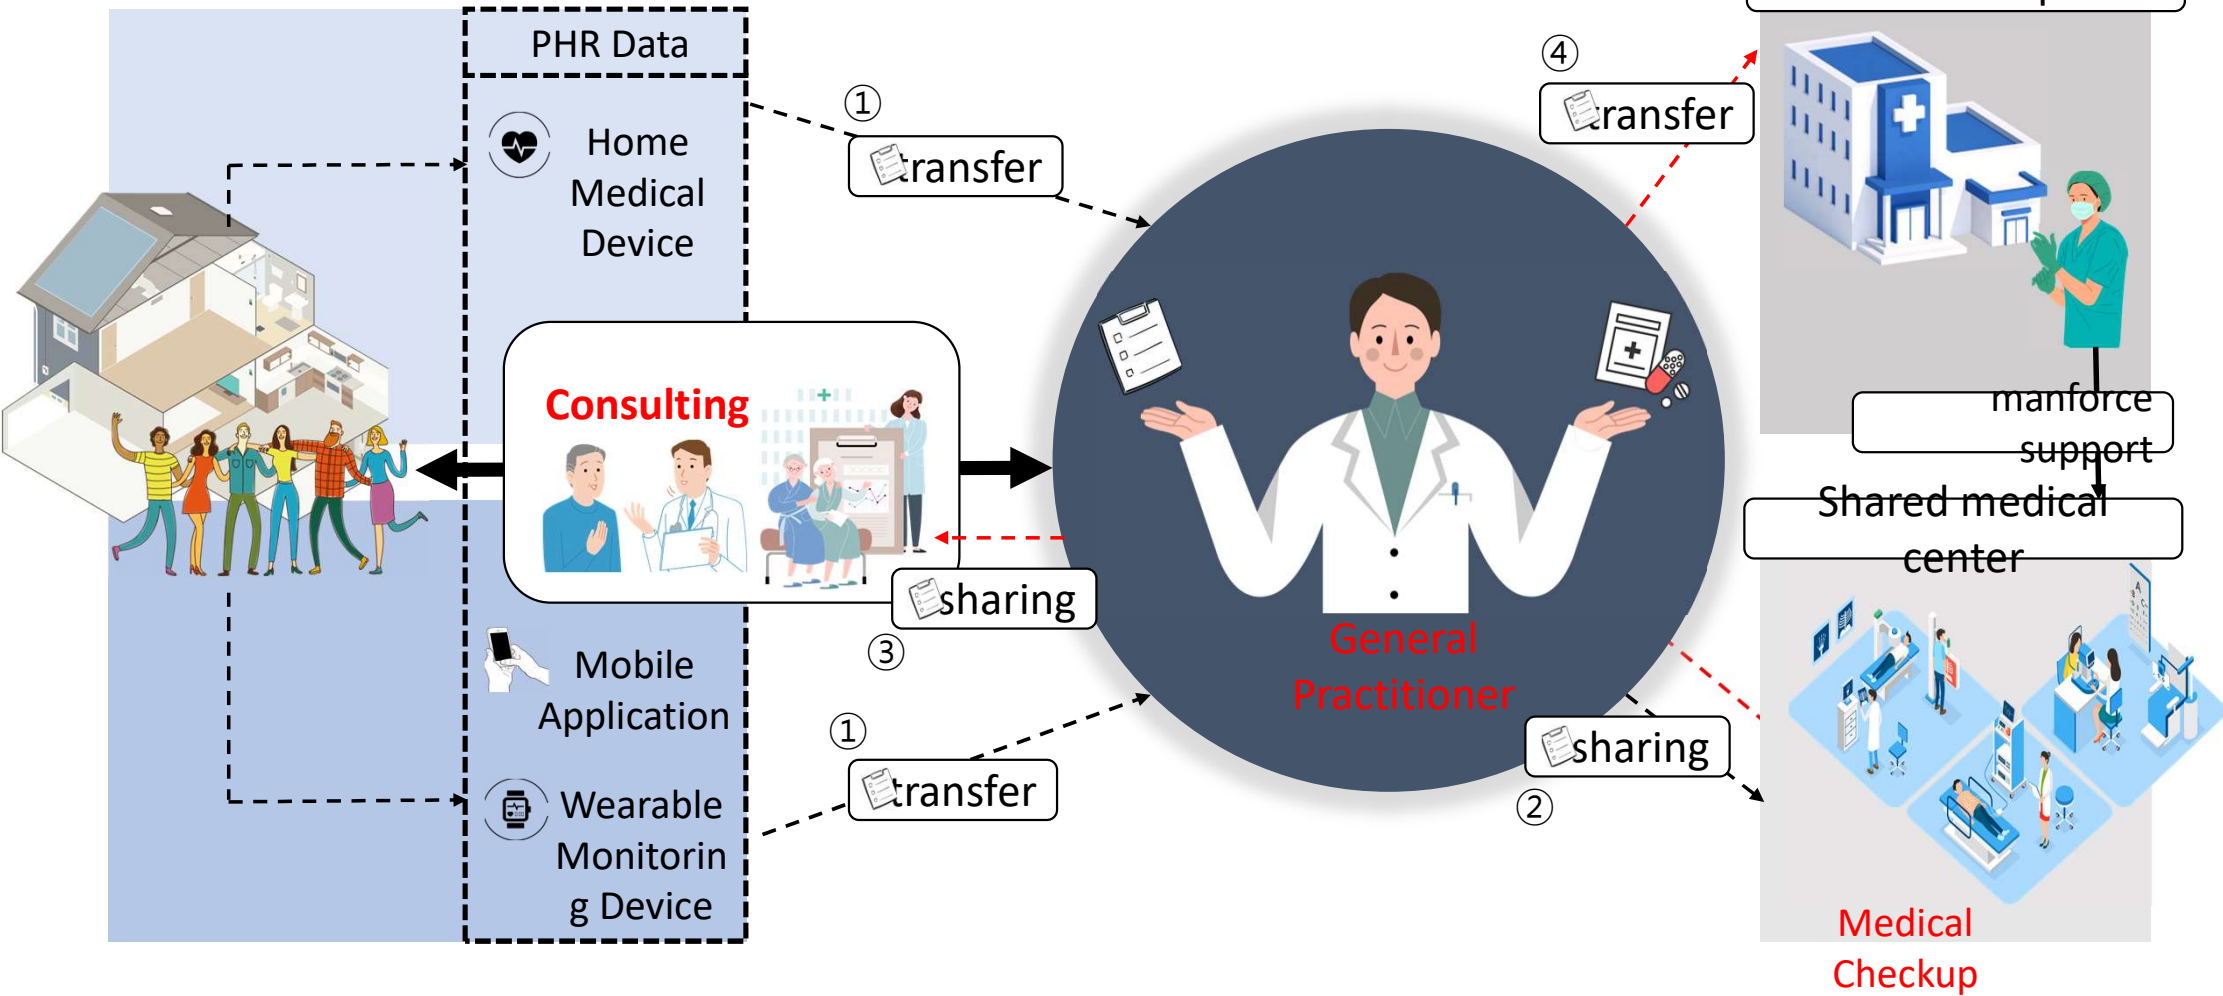 PHR Data
Home
Medical
Device
①
transfer
④
transfer
Consulting
manforce
support
Shared medical
center
sharing
③
General
Practitioner
Mobile
Application
①
transfer
sharing
②
Wearable
Monitorin
g Device
Medical
Checkup